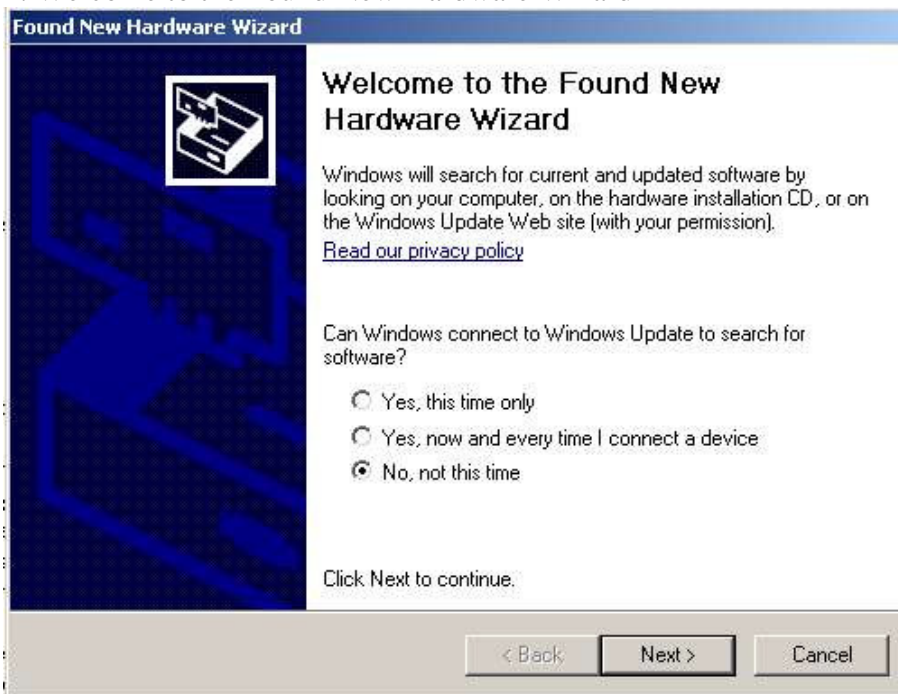 Found New Hardware Wizard
Welcome to the Found New
Hardware Wizard
Windows will search for current and updated software by
looking on your computer, on the hardware installation CD, or on
the Windows Update Web site (with your permission).
Read our privacy policy
Can Windows connect to Windows Update to search for
software?
Yes, this time only
Yes, now and every time I connect a device
No, not this time
Click Next to continue.
< Back
Next >
Cancel